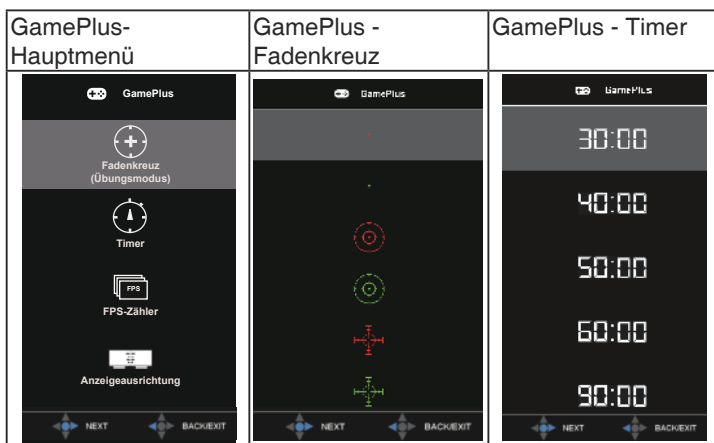 GamePlus-
Hauptmenü
GamePlus -
Fadenkreuz
GamePlus - Timer
GamePlus
Fadenkreuz
(Übungsmodus)
Timer
FPS
FPS-Zähler
Anzeigeausrichtung
NEXT BACK/EXIT
GamePlus
NEXT BACK/EXIT
GamePlus
30:00
40:00
50:00
60:00
90:00
NEXT BACK/EXIT